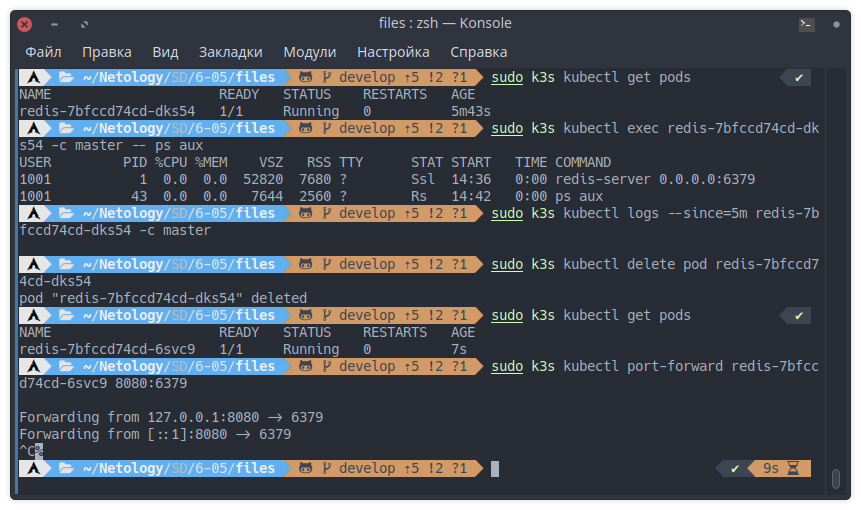 files : zsh — Konsole
Файл Правка Вид Закладки Модули Настройка Справка
~/Netology/SD/6-05/files develop ⇡5 !2 ?1 sudo k3s kubectl get pods ✔
NAME READY STATUS RESTARTS AGE
redis-7bfccd74cd-dks54 1/1 Running 0 5m43s
~/Netology/SD/6-05/files develop ⇡5 !2 ?1 sudo k3s kubectl exec redis-7bfccd74cd-dk
s54 -c master -- ps aux
USER PID %CPU %MEM VSZ RSS TTY STAT START TIME COMMAND
1001 1 0.0 0.0 52820 7680 ? Ssl 14:36 0:00 redis-server 0.0.0.0:6379
1001 43 0.0 0.0 7644 2560 ? Rs 14:42 0:00 ps aux
~/Netology/SD/6-05/files develop ⇡5 !2 ?1 sudo k3s kubectl logs --since=5m redis-7b
fccd74cd-dks54 -c master
~/Netology/SD/6-05/files develop ⇡5 !2 ?1 sudo k3s kubectl delete pod redis-7bfccd7
4cd-dks54
pod "redis-7bfccd74cd-dks54" deleted
~/Netology/SD/6-05/files develop ⇡5 !2 ?1 sudo k3s kubectl get pods ✔
NAME READY STATUS RESTARTS AGE
redis-7bfccd74cd-6svc9 1/1 Running 0 7s
~/Netology/SD/6-05/files develop ⇡5 !2 ?1 sudo k3s kubectl port-forward redis-7bfcc
d74cd-6svc9 8080:6379
Forwarding from 127.0.0.1:8080 -> 6379
Forwarding from [::1]:8080 -> 6379
^C%
~/Netology/SD/6-05/files develop ⇡5 !2 ?1 ✔ 9s